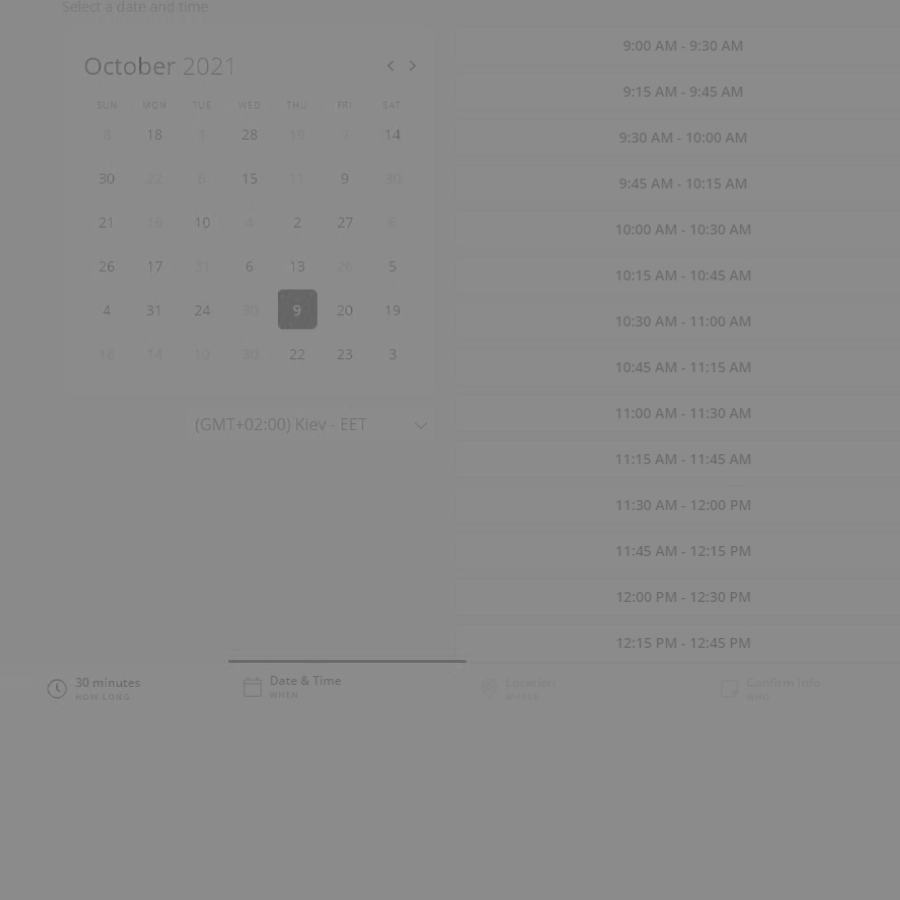 Select a date and time
October 2021
SUN MON TUE WED THU FRI SAT
8 18 1 28 14
30 22 8 15 11 9 30
21 16 10 4 2 27 6
26 17 31 6 13 26 5
4 31 24 30 9 20 19
14 10 30 22 23 3
(GMT+02:00) Kiev - EET
9:00 AM - 9:30 AM
9:15 AM - 9:45 AM
9:30 AM - 10:00 AM
9:45 AM - 10:15 AM
10:00 AM - 10:30 AM
10:15 AM - 10:45 AM
10:30 AM - 11:00 AM
10:45 AM - 11:15 AM
11:00 AM - 11:30 AM
11:15 AM - 11:45 AM
11:30 AM - 12:00 PM
11:45 AM - 12:15 PM
12:00 PM - 12:30 PM
12:15 PM - 12:45 PM
30 minutes
HOW LONG
Date & Time
WHEN
Location
WHERE
Confirm info
WHO